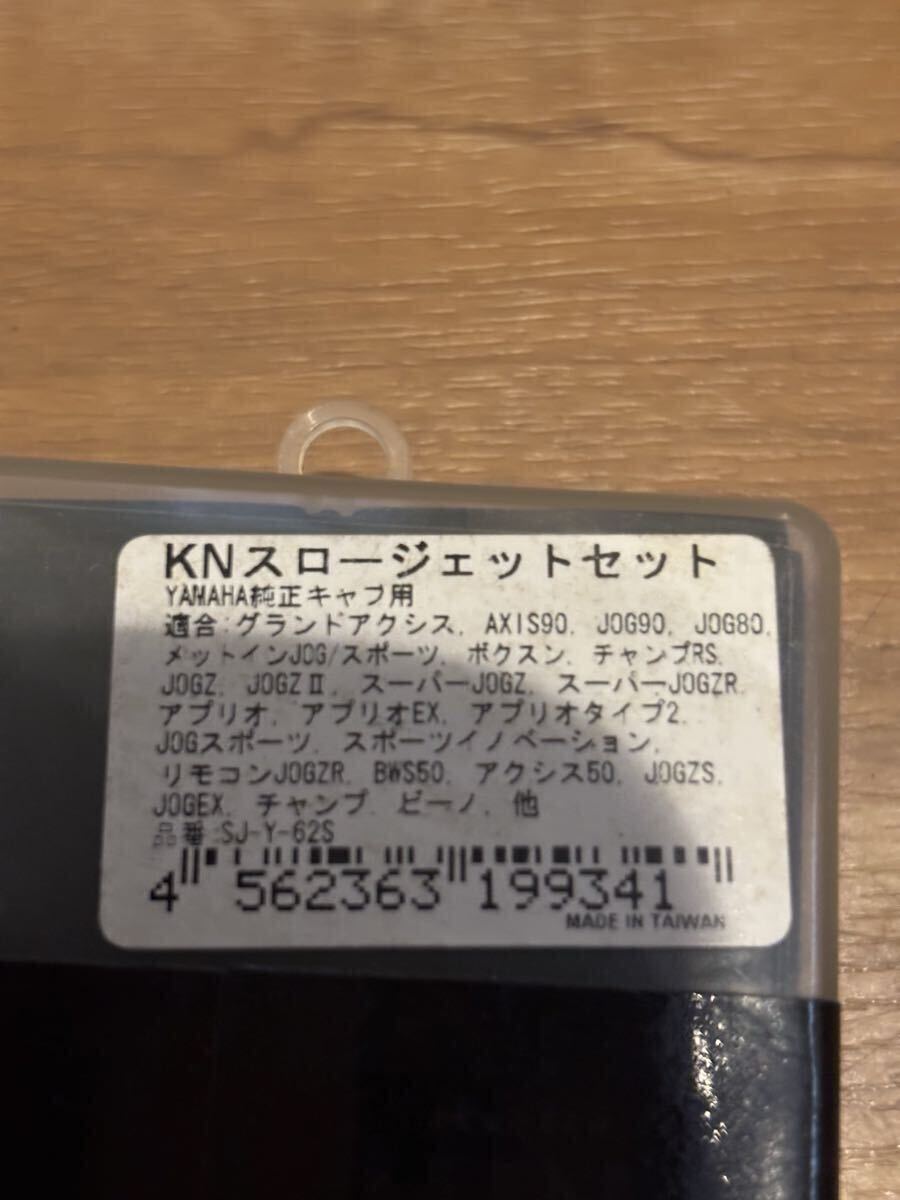 KNスロージェットセット
YAMAHA純正キャブ用
適合:グランドアクシス, AXIS90, JOG90, JOG80,
メットインJOG/スポーツ, ボクスン, チャンプRS,
JOGZ, JOGZⅡ, スーパーJOGZ, スーパーJOGZR,
アプリオ, アプリオEX, アプリオタイプ2,
JOGスポーツ, スポーツイノベーション,
リモコンJOGZR, BWS50, アクシス50, JOGZS,
JOGEX, チャンプ, ビーノ, 他
品番:SJ-Y-62S
4 562363 199341
MADE IN TAIWAN